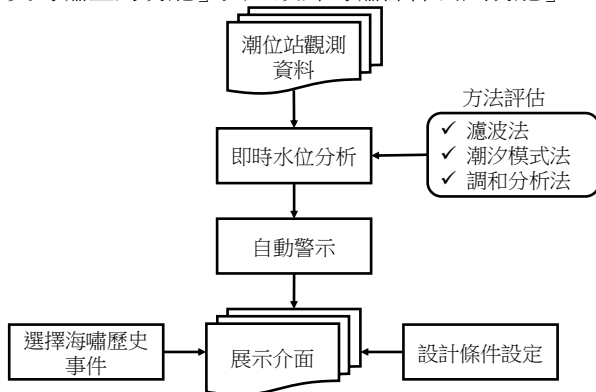 潮位站觀測
資料
方法評估
✓ 濾波法
✓ 潮汐模式法
✓ 調和分析法
即時水位分析
自動警示
選擇海嘯歷史
事件
展示介面
設計條件設定